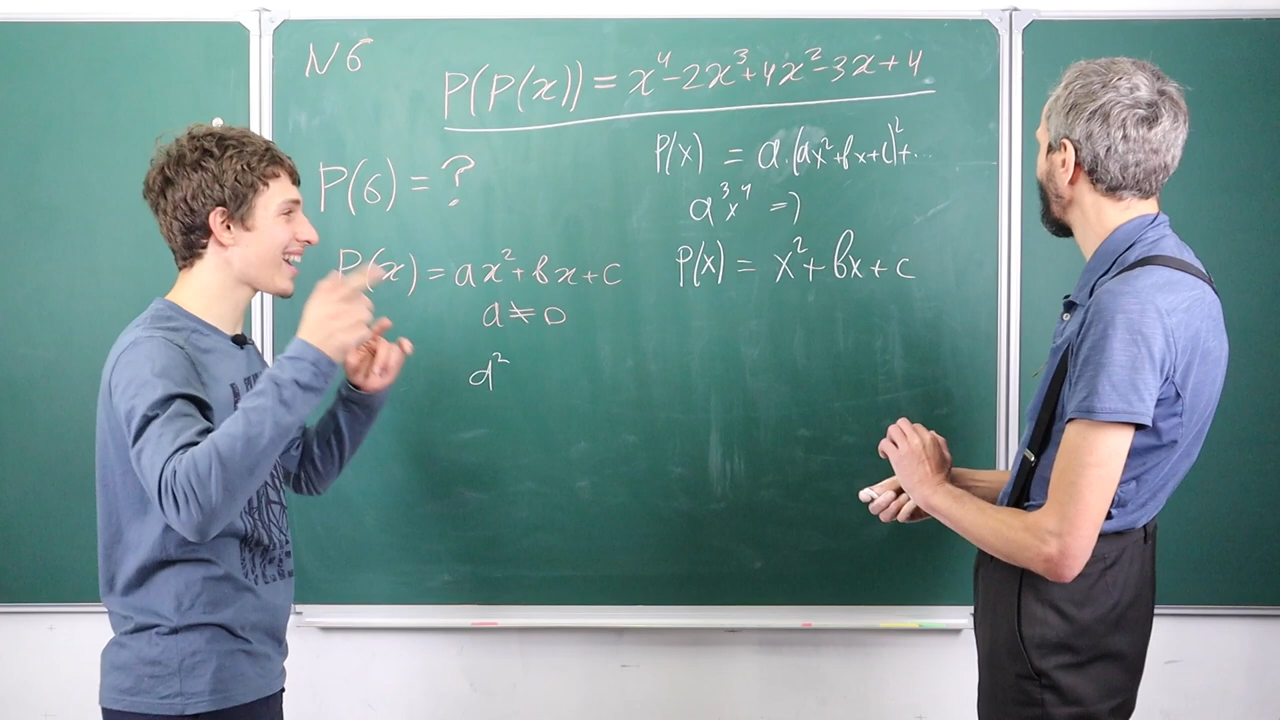 N6
P(P(x)) = x⁴-2x³+4x²-3x+4
P(6) = ?
P(x) = ax²+bx+c
a≠0
a²
P(x) = a·(ax²+bx+c)²+...
a³x⁴ =)
P(x) = x²+bx+c